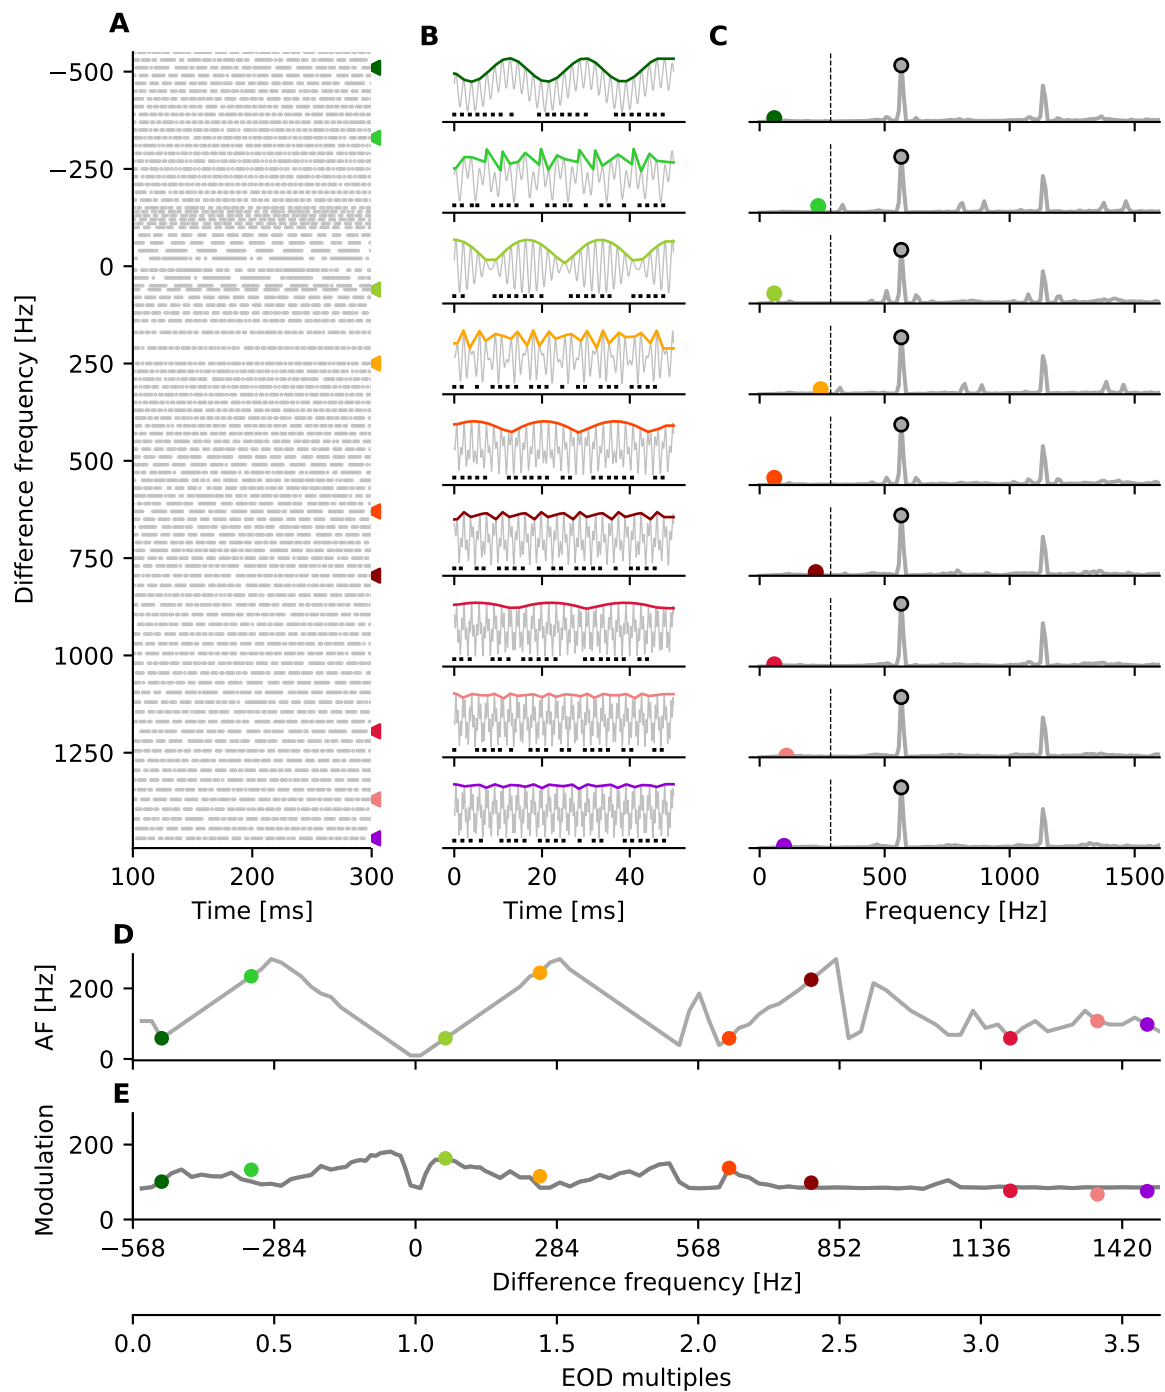 A
B
C
Difference frequency [Hz]
−500
−250
0
250
500
750
1000
1250
100 200 300
Time [ms]
0 20 40
Time [ms]
0 500 1000 1500
Frequency [Hz]
D
AF [Hz]
200
0
E
Modulation
200
0
−568 −284 0 284 568 852 1136 1420
Difference frequency [Hz]
0.0 0.5 1.0 1.5 2.0 2.5 3.0 3.5
EOD multiples